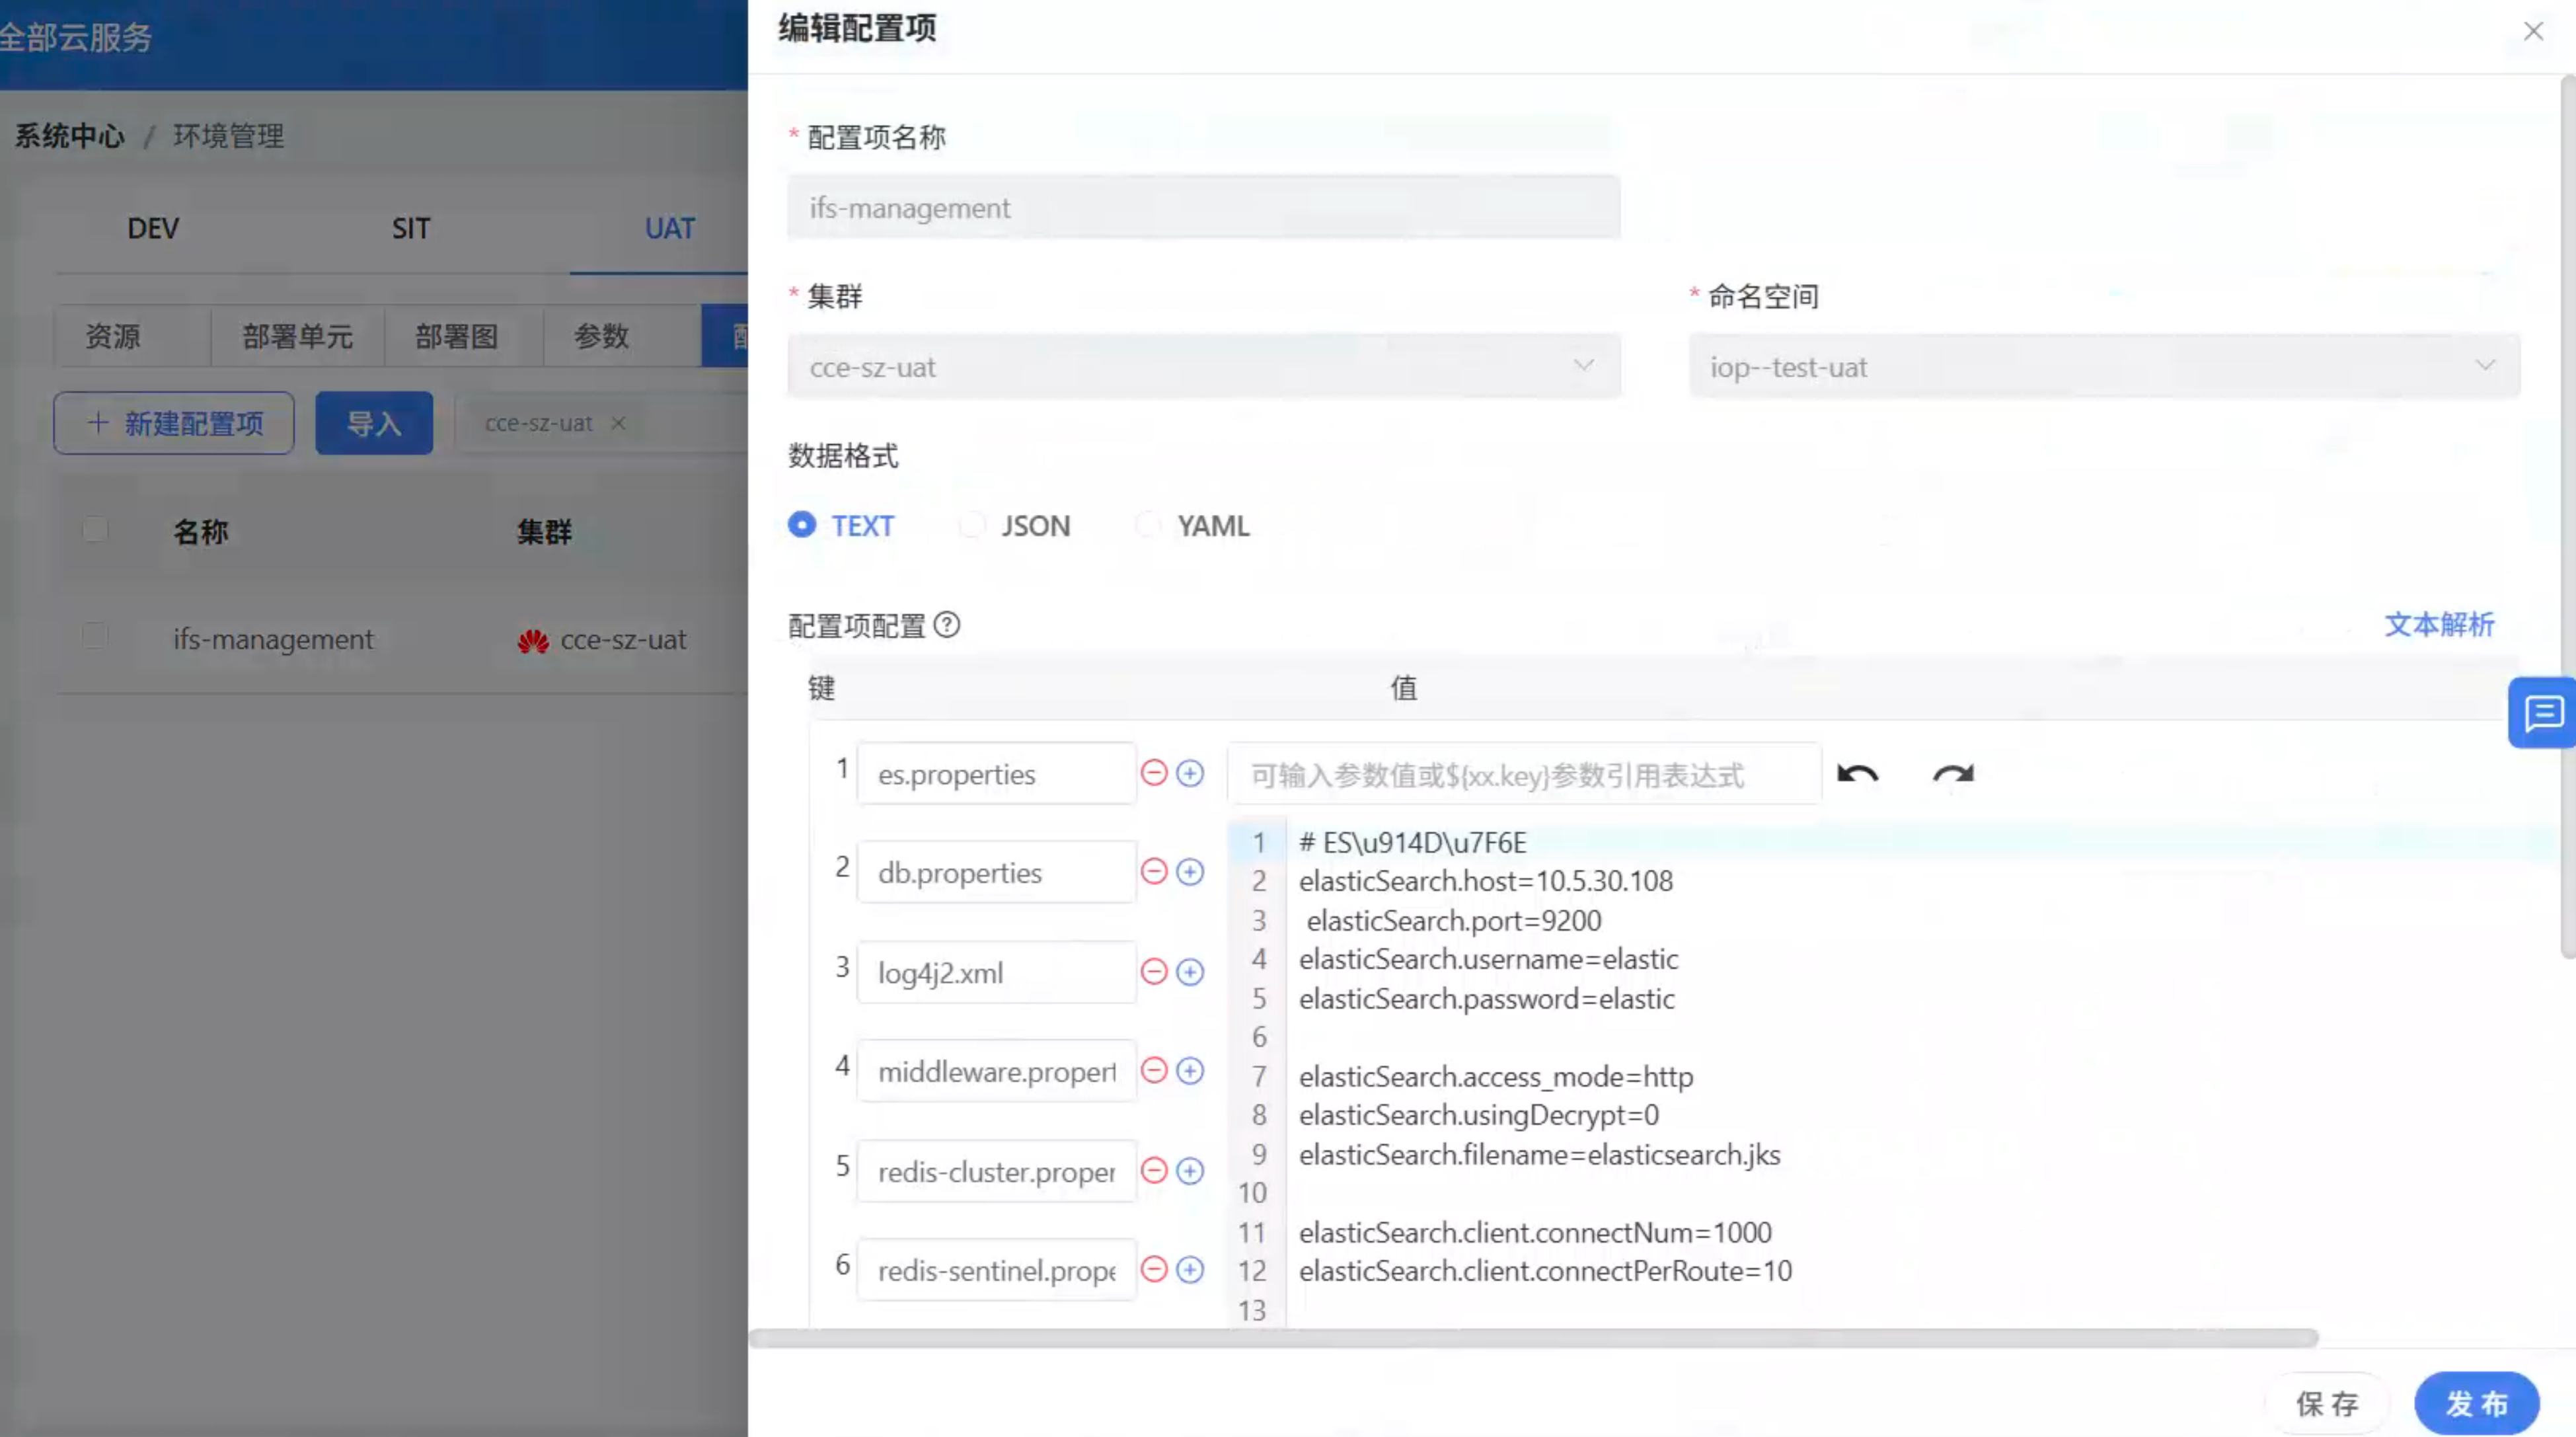 全部云服务
系统中心 / 环境管理
DEV SIT UAT
资源 部署单元 部署图 参数
+ 新建配置项 导入 cce-sz-uat ×
名称 集群
ifs-management cce-sz-uat
编辑配置项
* 配置项名称
ifs-management
* 集群 * 命名空间
cce-sz-uat iop--test-uat
数据格式
TEXT JSON YAML
配置项配置 ? 文本解析
键 值
1 es.properties 可输入参数值或${xx.key}参数引用表达式
2 db.properties
3 log4j2.xml
4 middleware.propert
5 redis-cluster.proper
6 redis-sentinel.prope
1 # ES\u914D\u7F6E
2 elasticSearch.host=10.5.30.108
3 elasticSearch.port=9200
4 elasticSearch.username=elastic
5 elasticSearch.password=elastic
6
7 elasticSearch.access_mode=http
8 elasticSearch.usingDecrypt=0
9 elasticSearch.filename=elasticsearch.jks
10
11 elasticSearch.client.connectNum=1000
12 elasticSearch.client.connectPerRoute=10
13
保存 发布